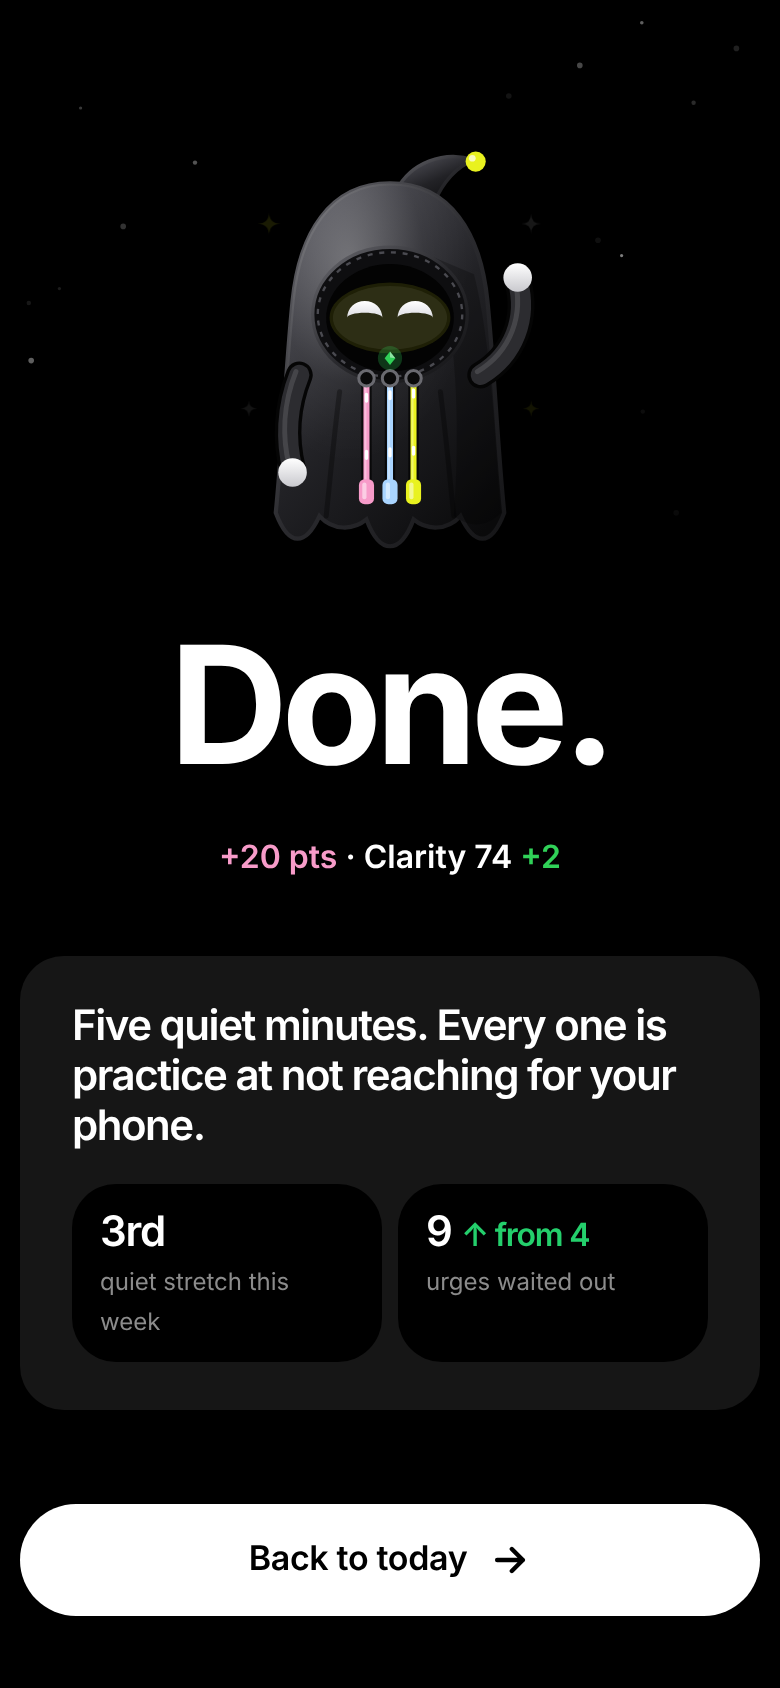 Done.
+20 pts · Clarity 74 +2
Five quiet minutes. Every one is
practice at not reaching for your
phone.
3rd
quiet stretch this
week
9 ↑ from 4
urges waited out
Back to today →